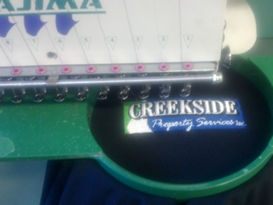 AJIMA
CREEKSIDE
Property Services Inc.